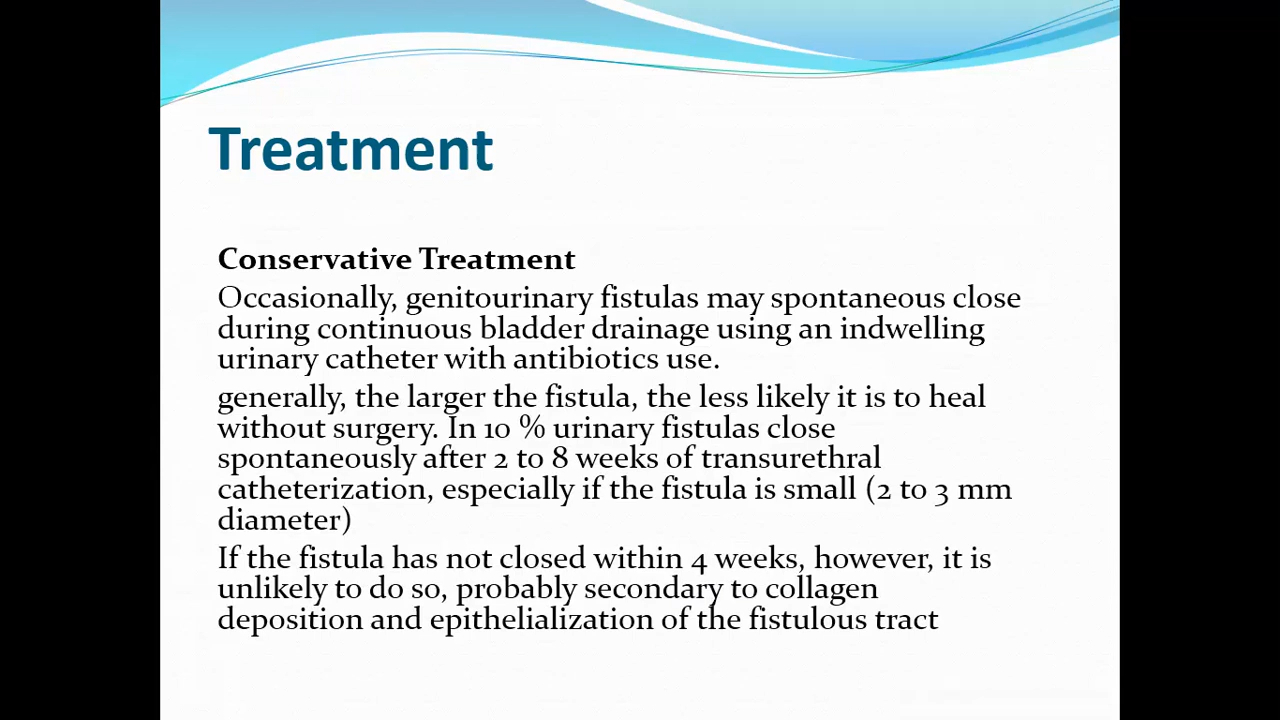 Treatment
Conservative Treatment
Occasionally, genitourinary fistulas may spontaneous close
during continuous bladder drainage using an indwelling
urinary catheter with antibiotics use.
generally, the larger the fistula, the less likely it is to heal
without surgery. In 10 % urinary fistulas close
spontaneously after 2 to 8 weeks of transurethral
catheterization, especially if the fistula is small (2 to 3 mm
diameter)
If the fistula has not closed within 4 weeks, however, it is
unlikely to do so, probably secondary to collagen
deposition and epithelialization of the fistulous tract